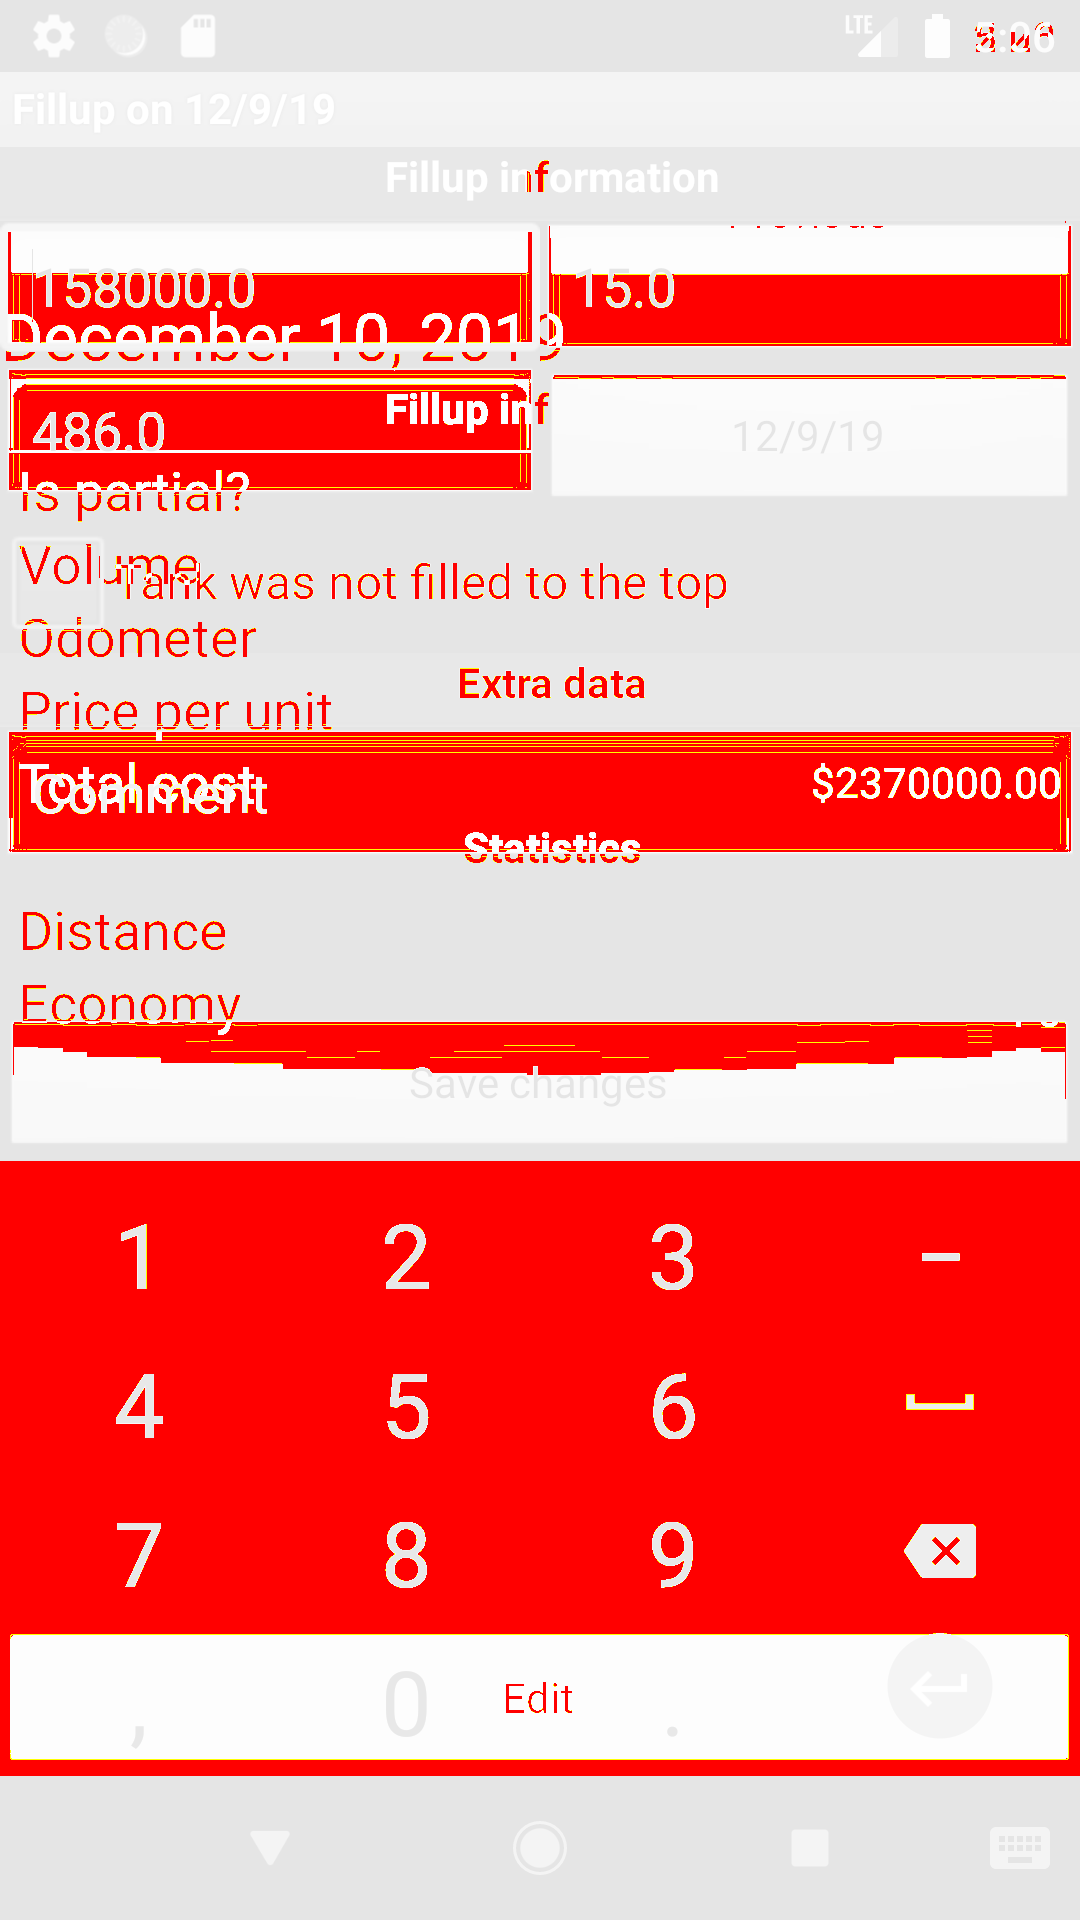 LTE
Fillup on 12/9/19
Fillup information
158000.0
15.0
December 10, 2019
Fillup inf
486.0
12/9/19
Is partial?
Volume
Tank was not filled to the top
Odometer
Extra data
Price per unit
Total cost
$2370000.00
Comment
Statistics
Distance
Economy
Save changes
1 2 3 –
4 5 6
7 8 9
, 0 .
Edit